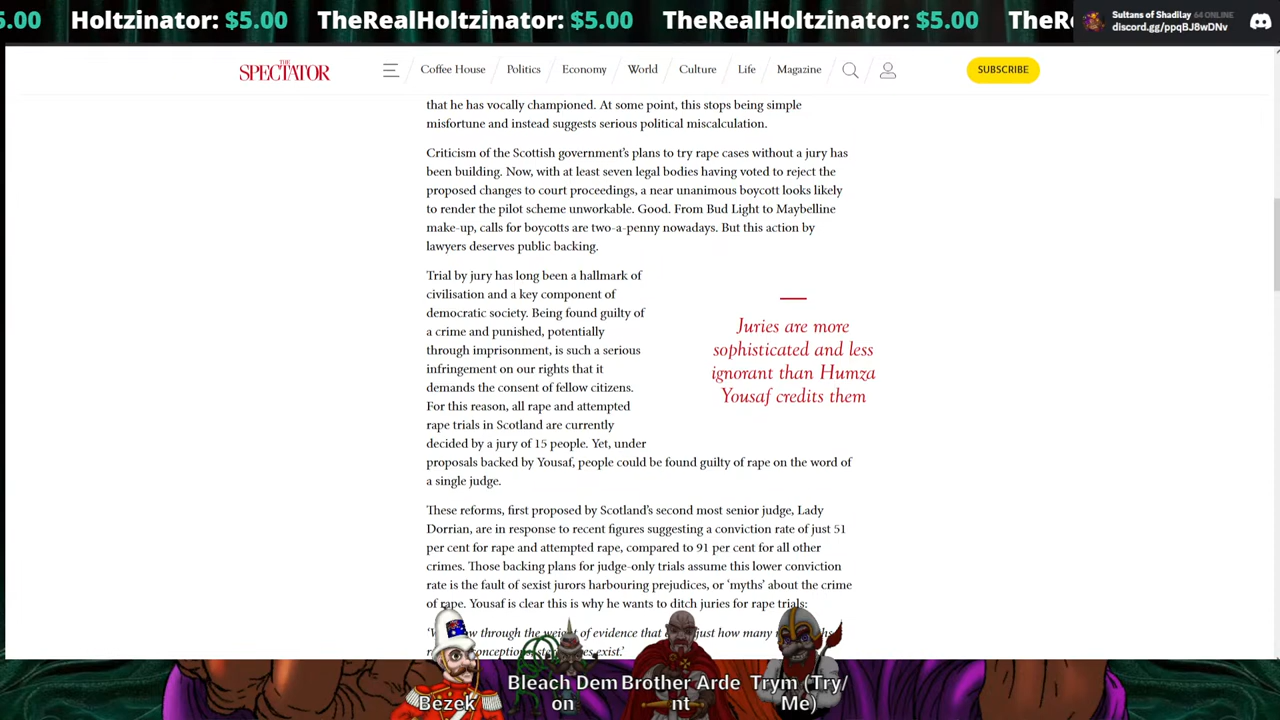 5.00 Holtzinator: $5.00 TheRealHoltzinator: $5.00 TheRealHoltzinator: $5.00
Sultans of Shadilay 64 ONLINE
discord.gg/ppqBJ8wDNv
THE
SPECTATOR
Coffee House Politics Economy World Culture Life Magazine SUBSCRIBE
that he has vocally championed. At some point, this stops being simple
misfortune and instead suggests serious political miscalculation.
Criticism of the Scottish government's plans to try rape cases without a jury has
been building. Now, with at least seven legal bodies having voted to reject the
proposed changes to court proceedings, a near unanimous boycott looks likely
to render the pilot scheme unworkable. Good. From Bud Light to Maybelline
make-up, calls for boycotts are two-a-penny nowadays. But this action by
lawyers deserves public backing.
Trial by jury has long been a hallmark of
civilisation and a key component of
democratic society. Being found guilty of
a crime and punished, potentially
through imprisonment, is such a serious
infringement on our rights that it
demands the consent of fellow citizens.
For this reason, all rape and attempted
rape trials in Scotland are currently
decided by a jury of 15 people. Yet, under
proposals backed by Yousaf, people could be found guilty of rape on the word of
a single judge.
Juries are more
sophisticated and less
ignorant than Humza
Yousaf credits them
These reforms, first proposed by Scotland's second most senior judge, Lady
Dorrian, are in response to recent figures suggesting a conviction rate of just 51
per cent for rape and attempted rape, compared to 91 per cent for all other
crimes. Those backing plans for judge-only trials assume this lower conviction
rate is the fault of sexist jurors harbouring prejudices, or 'myths' about the crime
of rape. Yousaf is clear this is why he wants to ditch juries for rape trials:
through the weight of evidence that just how many
exist.'
Bezek
Bleach Dem
on
Brother Arde
nt
Trym (Try/
Me)